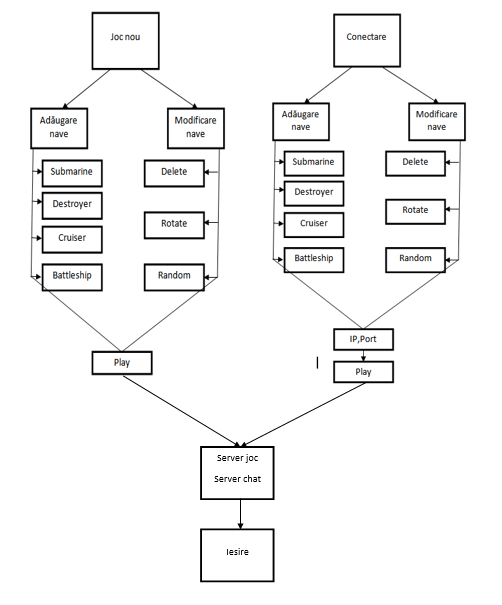 Joc nou
Adăugare
nave
Modificare
nave
Submarine
Destroyer
Cruiser
Battleship
Delete
Rotate
Random
Play
Conectare
Adăugare
nave
Modificare
nave
Submarine
Destroyer
Cruiser
Battleship
Delete
Rotate
Random
IP,Port
Play
Server joc
Server chat
Iesire